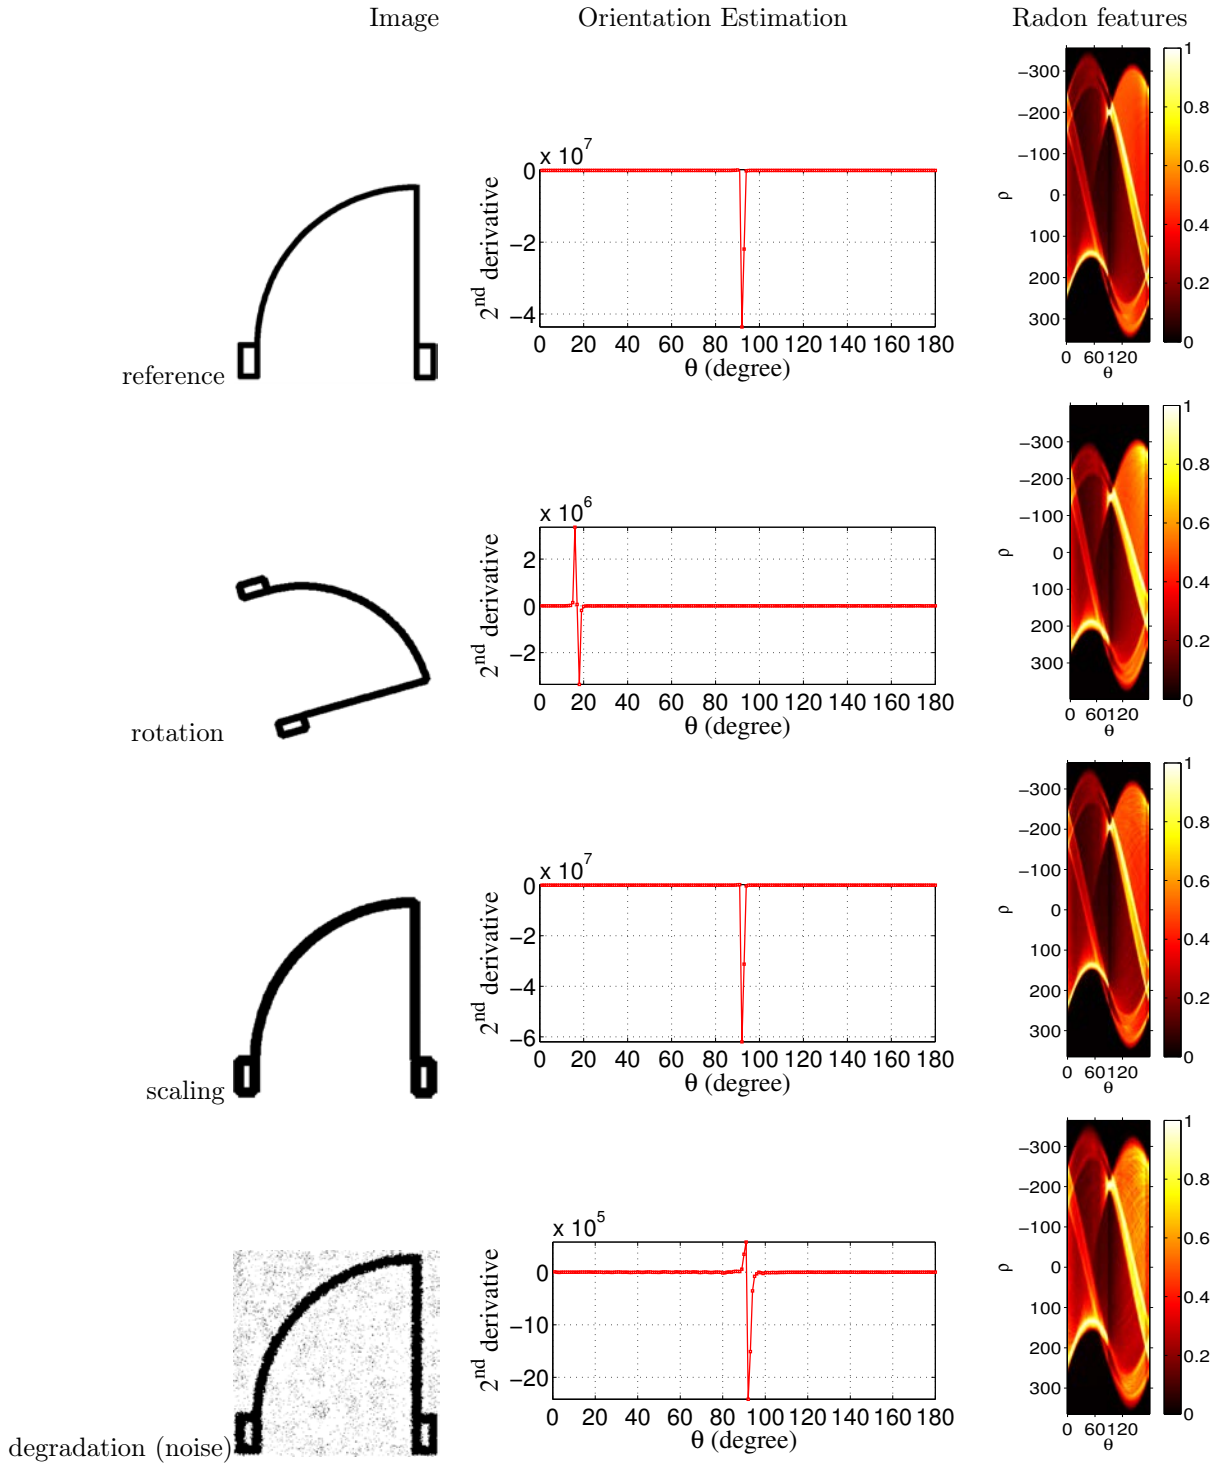 Image Orientation Estimation Radon features
reference
x 10^7
2^nd derivative
0
−2
−4
0 20 40 60 80 100 120 140 160 180
θ (degree)
ρ
−300
−200
−100
0
100
200
300
0 60 120
θ
1
0.8
0.6
0.4
0.2
0
rotation
x 10^6
2^nd derivative
2
0
−2
0 20 40 60 80 100 120 140 160 180
θ (degree)
ρ
−300
−200
−100
0
100
200
300
0 60 120
θ
1
0.8
0.6
0.4
0.2
0
scaling
x 10^7
2^nd derivative
0
−2
−4
−6
0 20 40 60 80 100 120 140 160 180
θ (degree)
ρ
−300
−200
−100
0
100
200
300
0 60 120
θ
1
0.8
0.6
0.4
0.2
0
degradation (noise)
x 10^5
2^nd derivative
0
−10
−20
0 20 40 60 80 100 120 140 160 180
θ (degree)
ρ
−300
−200
−100
0
100
200
300
0 60 120
θ
1
0.8
0.6
0.4
0.2
0